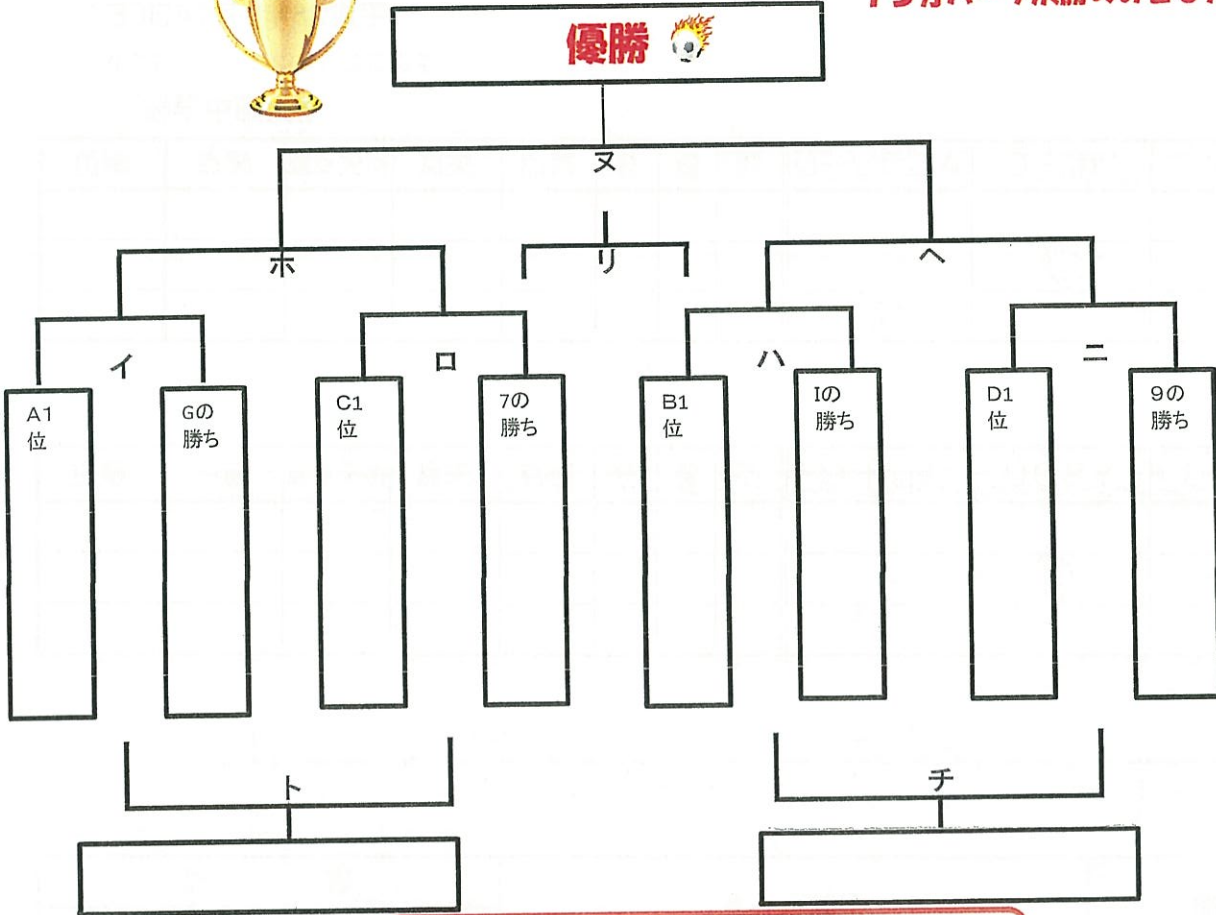 優勝
ヌ
ホ
リ
ヘ
イ
ロ
ハ
ニ
A1
位
Gの
勝ち
C1
位
7の
勝ち
B1
位
Iの
勝ち
D1
位
9の
勝ち
ト
チ